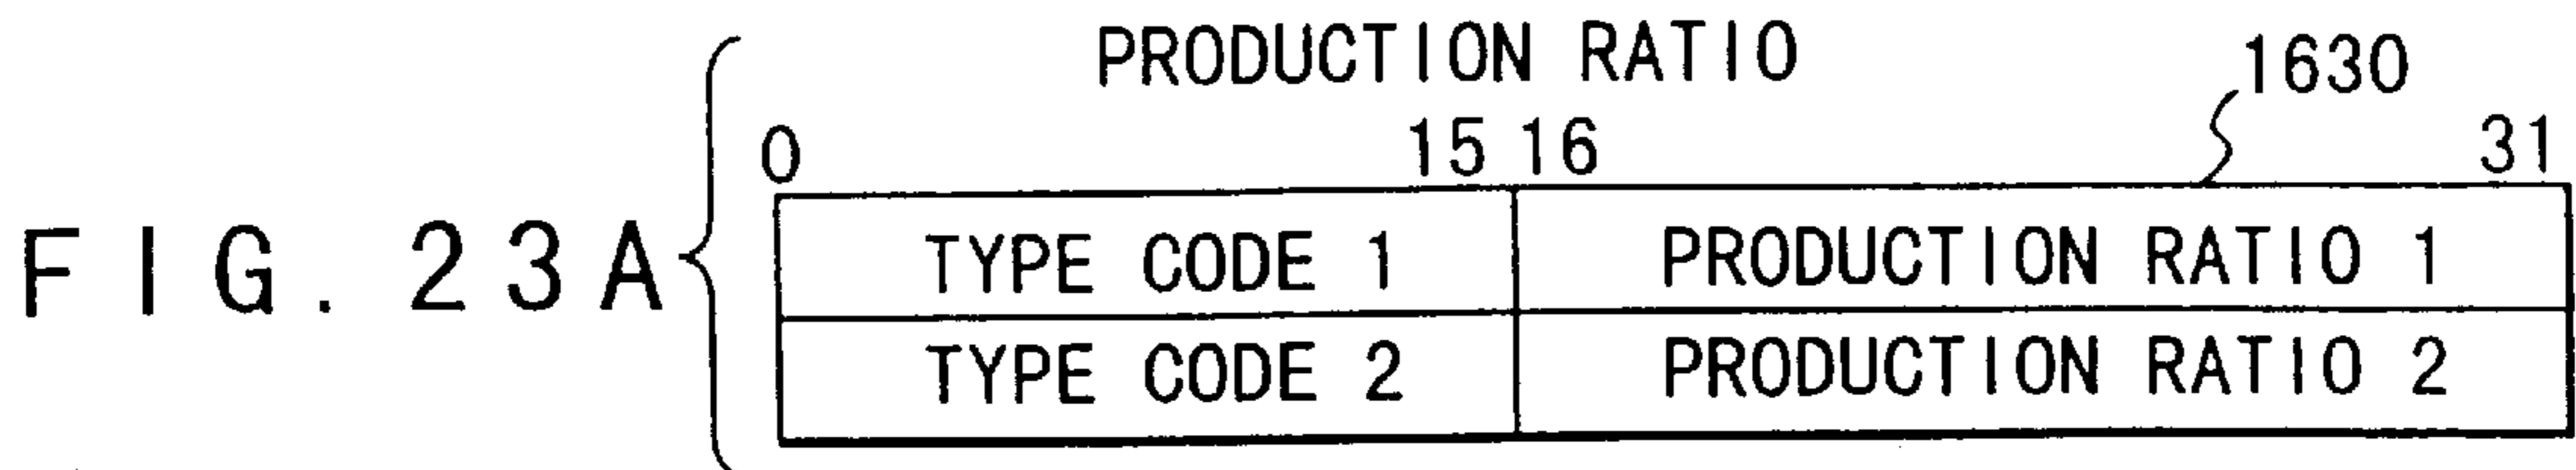 PRODUCTION RATIO
1630
0 15 16 31
FIG. 23A
TYPE CODE 1 PRODUCTION RATIO 1
TYPE CODE 2 PRODUCTION RATIO 2